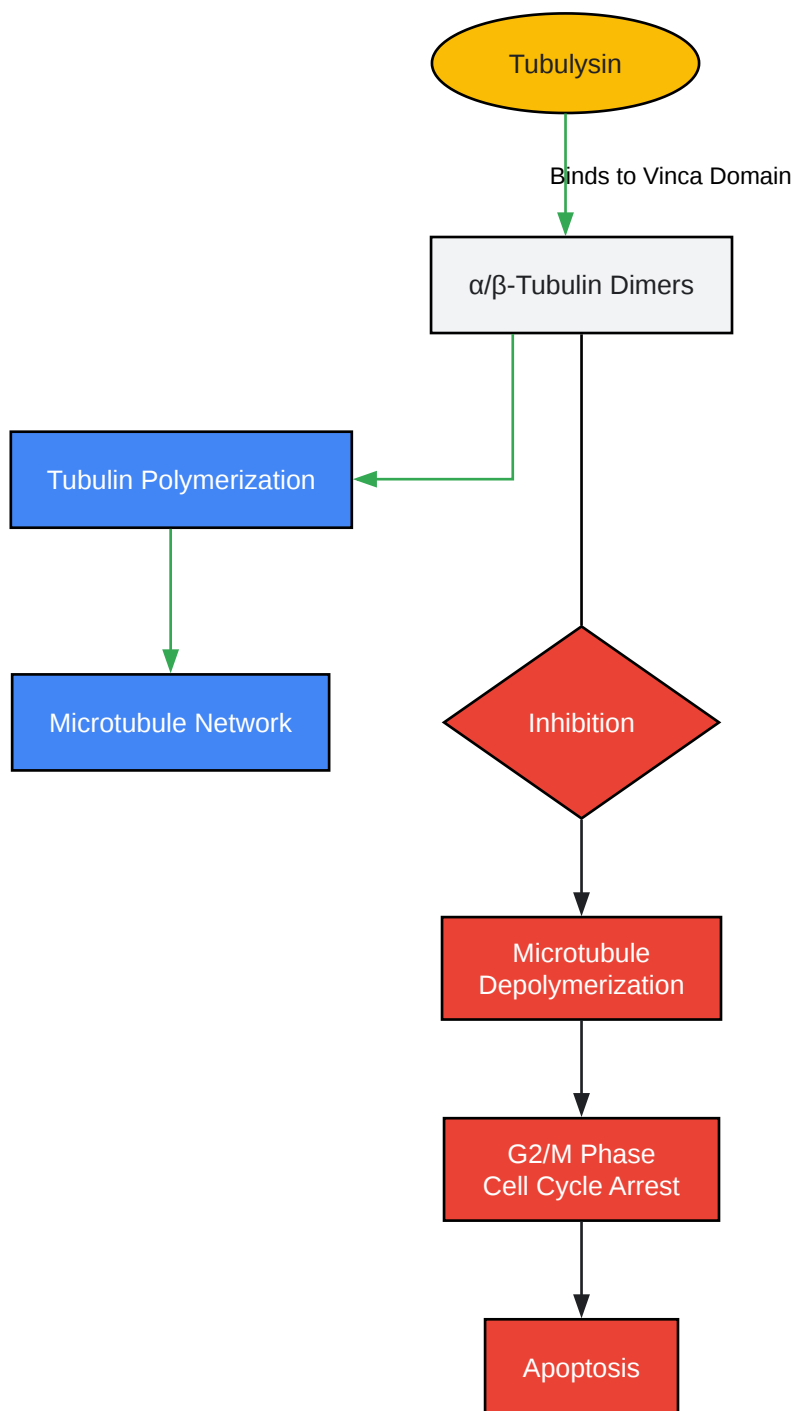 Tubulysin
Binds to Vinca Domain
α/β-Tubulin Dimers
Tubulin Polymerization
Microtubule Network
Inhibition
Microtubule
Depolymerization
G2/M Phase
Cell Cycle Arrest
Apoptosis